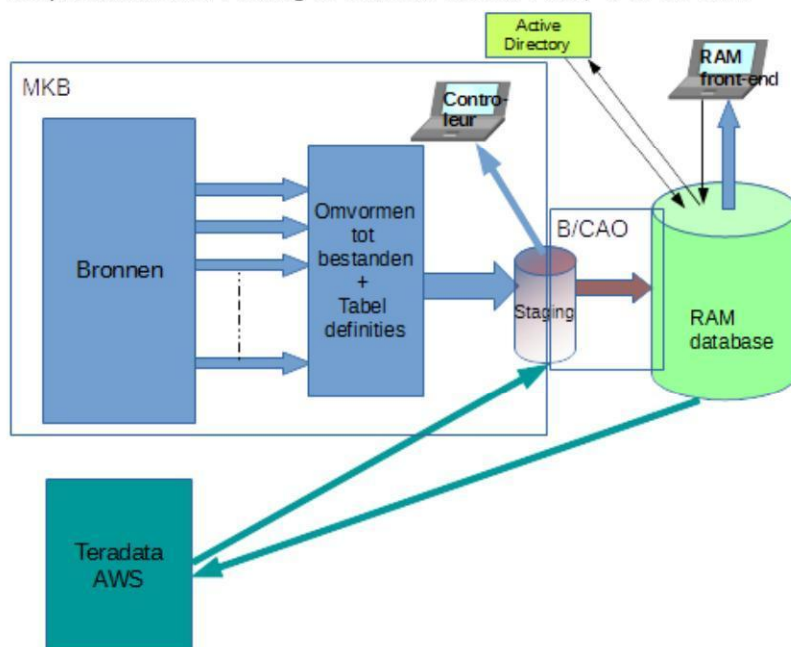 Active
Directory
RAM
front-end
MKB
Contro-
leur
Bronnen
Omvormen
tot
bestanden
+
Tabel
definities
B/CAO
Staging
RAM
database
Teradata
AWS